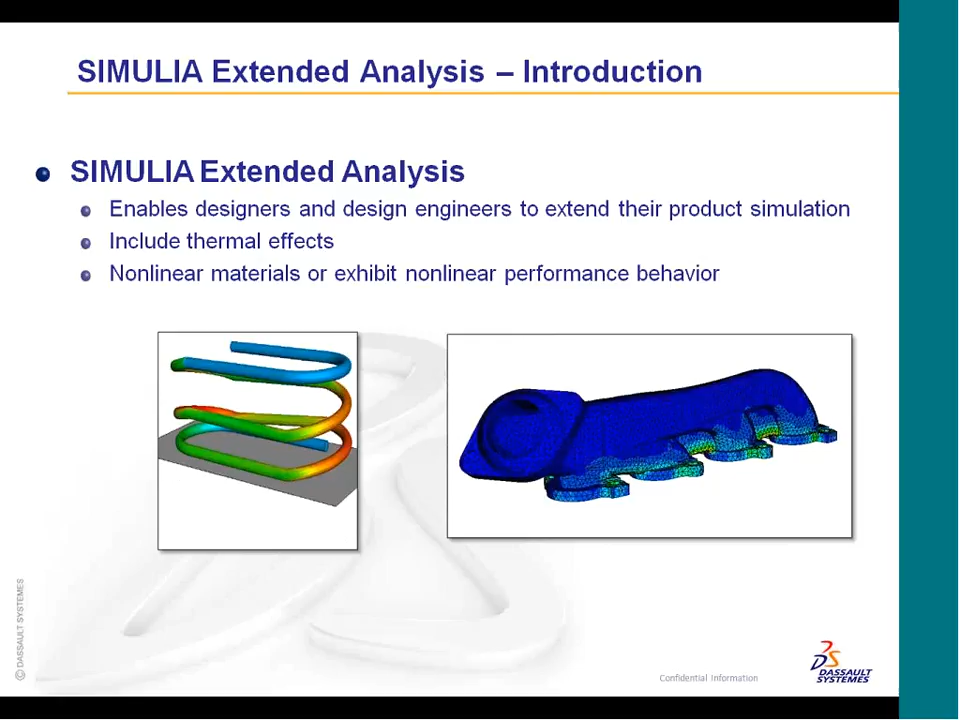 SIMULIA Extended Analysis – Introduction
SIMULIA Extended Analysis
Enables designers and design engineers to extend their product simulation
Include thermal effects
Nonlinear materials or exhibit nonlinear performance behavior
© DASSAULT SYSTEMES
Confidential Information
DS
DASSAULT
SYSTEMES